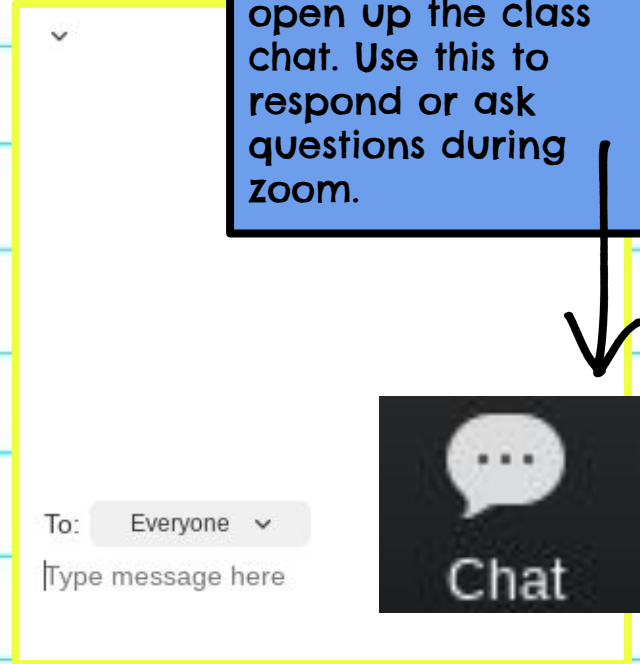 open up the class
chat. Use this to
respond or ask
questions during
zoom.
To: Everyone
Type message here
Chat